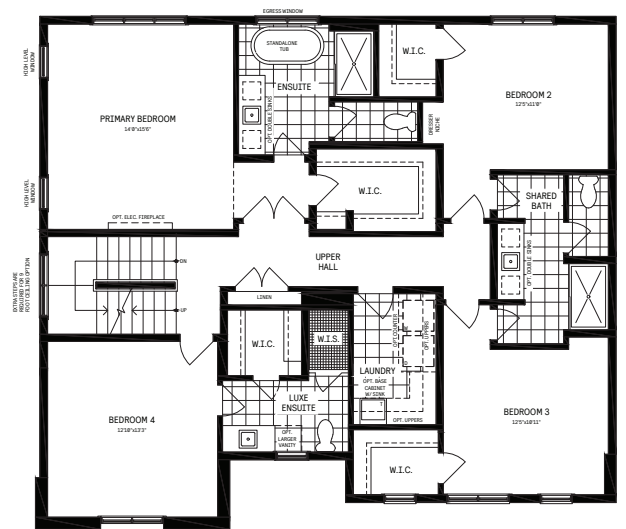 EGRESS WINDOW
HIGH LEVEL
WINDOW
STANDALONE
TUB
W.I.C.
ENSUITE
BEDROOM 2
12'5"x11'0"
PRIMARY BEDROOM
14'0"x15'6"
OPT. DOUBLE SINKS
DRESSER
NICHE
HIGH LEVEL
WINDOW
W.I.C.
SHARED
BATH
OPT. ELEC. FIREPLACE
OPT. DOUBLE SINKS
UPPER
HALL
DN
EXTRA STEPS ARE
REQUIRED FOR 9
FOOT CEILING OPTION
LINEN
UP
W.I.C.
W.I.S.
OPT. COUNTER
OPT. UPPERS
LAUNDRY
OPT. BASE
CABINET
W/ SINK
LUXE
ENSUITE
OPT. UPPERS
BEDROOM 4
12'10"x13'3"
OPT.
LARGER
VANITY
BEDROOM 3
12'5"x10'11"
W.I.C.